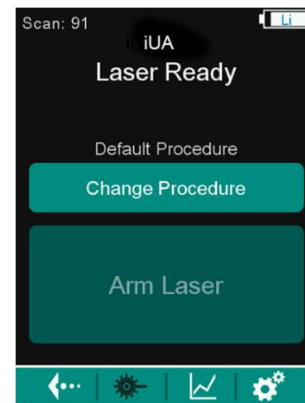 Scan: 91
Li
iUA
Laser Ready
Default Procedure
Change Procedure
Arm Laser